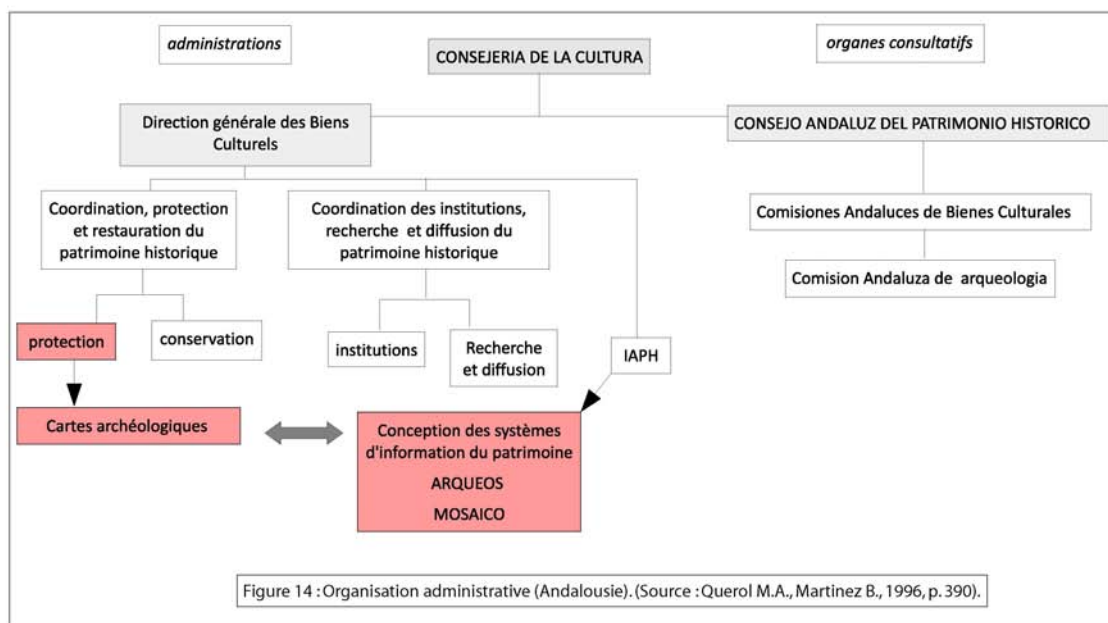 administrations
CONSEJERIA DE LA CULTURA
organes consultatifs
Direction générale des Biens
Culturels
CONSEJO ANDALUZ DEL PATRIMONIO HISTORICO
Coordination, protection
et restauration du
patrimoine historique
Coordination des institutions,
recherche et diffusion du
patrimoine historique
Comisiones Andaluces de Bienes Culturales
Comision Andaluza de arqueologia
protection
conservation
institutions
Recherche
et diffusion
IAPH
Cartes archéologiques
Conception des systèmes
d'information du patrimoine
ARQUEOS
MOSAICO
Figure 14 : Organisation administrative (Andalousie). (Source : Querol M.A., Martinez B., 1996, p. 390).